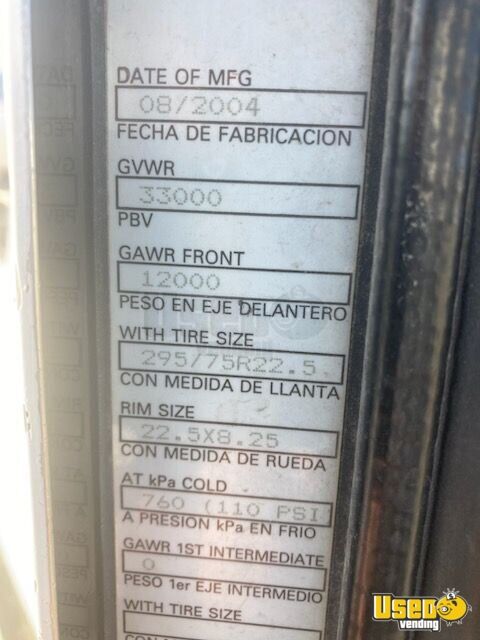 DATE OF MFG
08/2004
FECHA DE FABRICACION
GVWR
33000
PBV
GAWR FRONT
12000
PESO EN EJE DELANTERO
WITH TIRE SIZE
295/75R22.5
CON MEDIDA DE LLANTA
RIM SIZE
22.5X8.25
CON MEDIDA DE RUEDA
AT kPa COLD
760 (110 PSI
A PRESION kPa EN FRIO
GAWR 1ST INTERMEDIATE
0
PESO 1er EJE INTERMEDIO
WITH TIRE SIZE
Used
vending